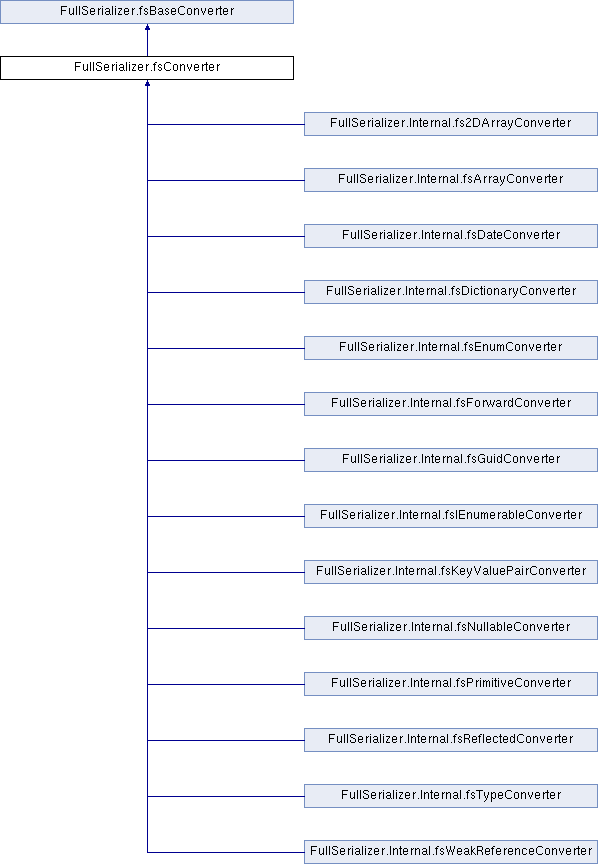 FullSerializer.fsBaseConverter
FullSerializer.fsConverter
FullSerializer.Internal.fs2DArrayConverter
FullSerializer.Internal.fsArrayConverter
FullSerializer.Internal.fsDateConverter
FullSerializer.Internal.fsDictionaryConverter
FullSerializer.Internal.fsEnumConverter
FullSerializer.Internal.fsForwardConverter
FullSerializer.Internal.fsGuidConverter
FullSerializer.Internal.fsIEnumerableConverter
FullSerializer.Internal.fsKeyValuePairConverter
FullSerializer.Internal.fsNullableConverter
FullSerializer.Internal.fsPrimitiveConverter
FullSerializer.Internal.fsReflectedConverter
FullSerializer.Internal.fsTypeConverter
FullSerializer.Internal.fsWeakReferenceConverter